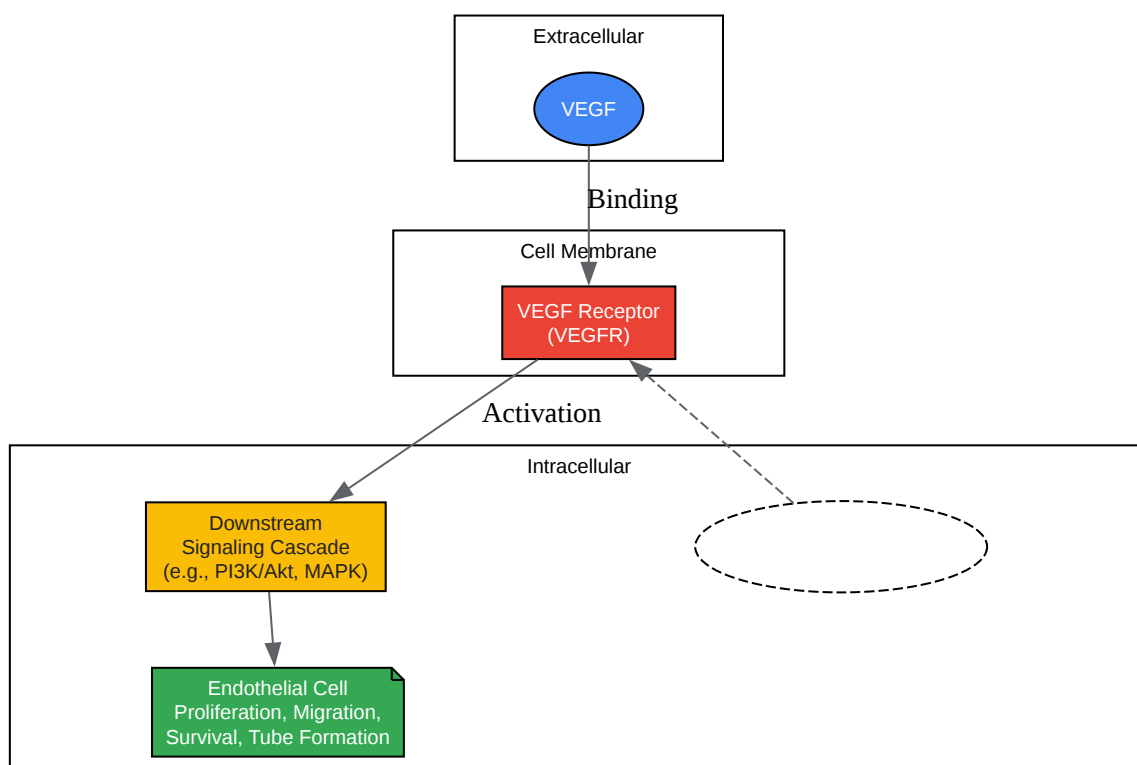 Extracellular
VEGF
Binding
Cell Membrane
VEGF Receptor
(VEGFR)
Activation
Intracellular
Downstream
Signaling Cascade
(e.g., PI3K/Akt, MAPK)
Endothelial Cell
Proliferation, Migration,
Survival, Tube Formation